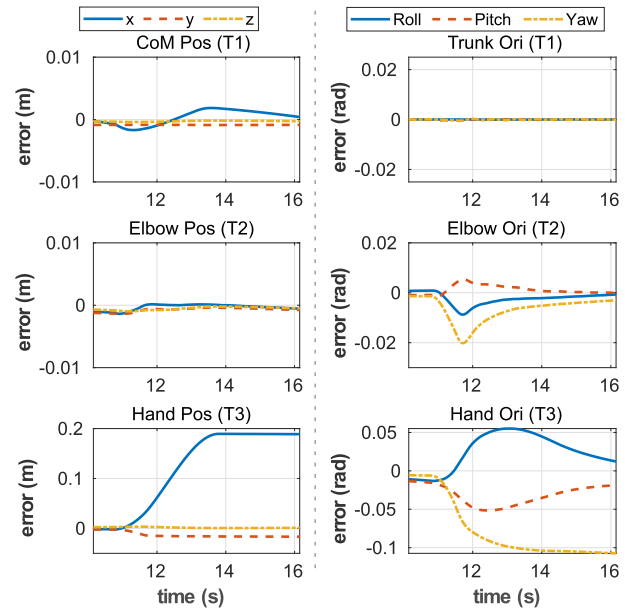 x y z
CoM Pos (T1)
error (m)
0.01
0
-0.01
12 14 16
Elbow Pos (T2)
error (m)
0.01
0
-0.01
12 14 16
Hand Pos (T3)
error (m)
0.2
0.1
0
12 14 16
time (s)
Roll Pitch Yaw
Trunk Ori (T1)
error (rad)
0.02
0
-0.02
12 14 16
Elbow Ori (T2)
error (rad)
0.02
0
-0.02
12 14 16
Hand Ori (T3)
error (rad)
0.05
0
-0.05
-0.1
12 14 16
time (s)